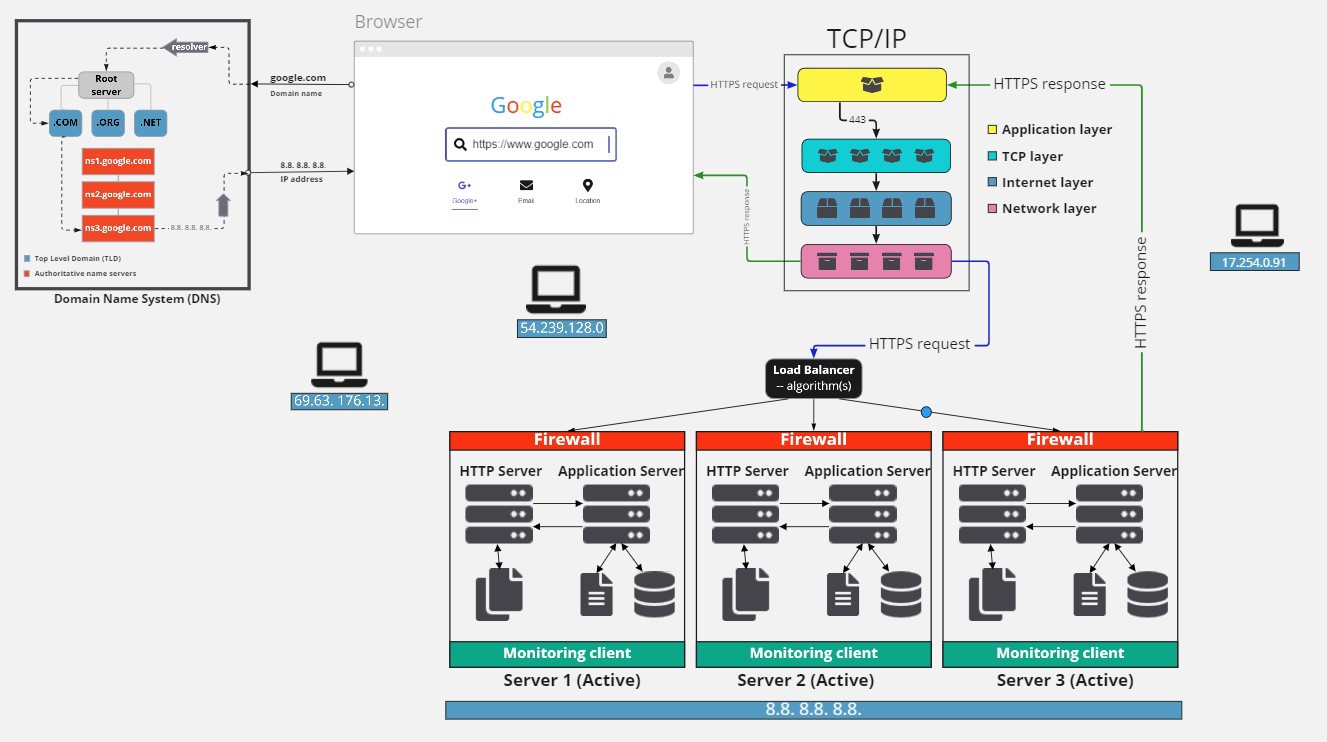 Browser
TCP/IP
resolver
Root
server
.COM
.ORG
.NET
ns1.google.com
ns2.google.com
ns3.google.com
8.8. 8.8. 8.8.
Top Level Domain (TLD)
Authoritative name servers
Domain Name System (DNS)
google.com
Domain name
8.8. 8.8. 8.8.
IP address
Google
https://www.google.com
G+
Google+
Email
Location
HTTPS request
HTTPS response
443
HTTPS response
Application layer
TCP layer
Internet layer
Network layer
HTTPS response
17.254.0.91
54.239.128.0
69.63. 176.13.
HTTPS request
Load Balancer
-- algorithm(s)
Firewall
HTTP Server
Application Server
Monitoring client
Server 1 (Active)
Firewall
HTTP Server
Application Server
Monitoring client
Server 2 (Active)
Firewall
HTTP Server
Application Server
Monitoring client
Server 3 (Active)
8.8. 8.8. 8.8.